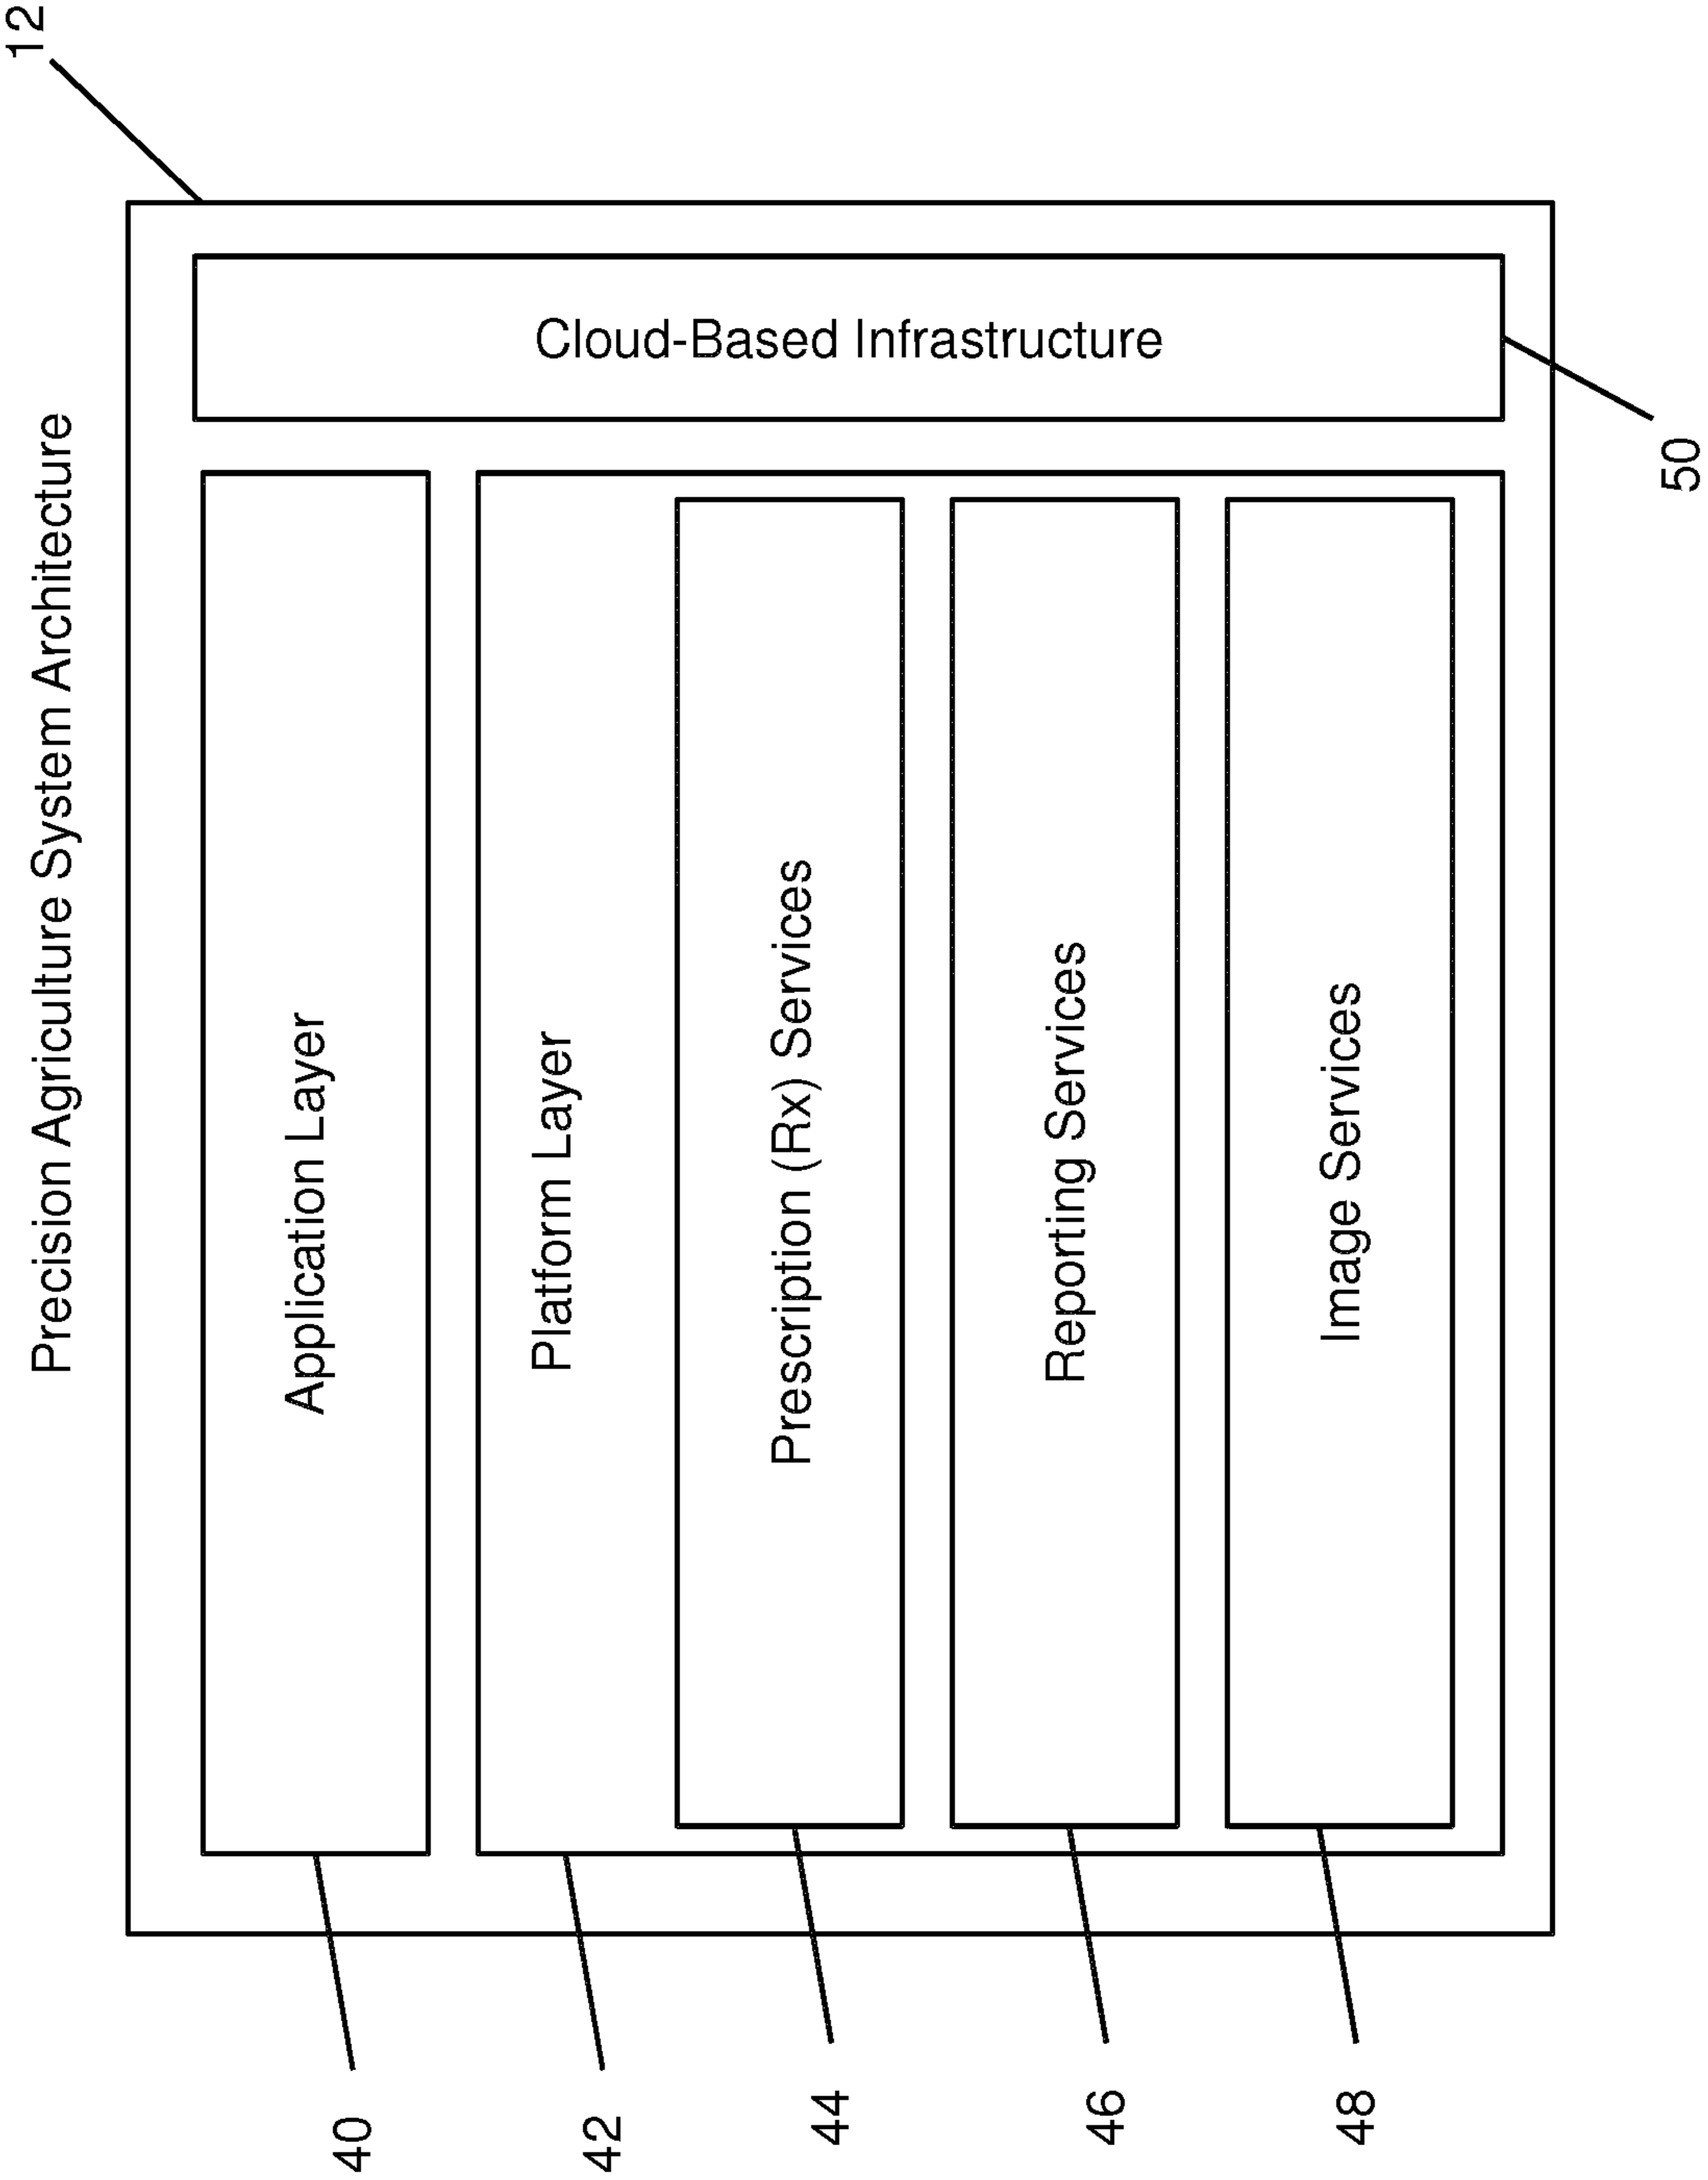 Precision Agriculture System Architecture
12
Application Layer
40
Platform Layer
42
Prescription (Rx) Services
44
Reporting Services
46
Image Services
48
Cloud-Based Infrastructure
50